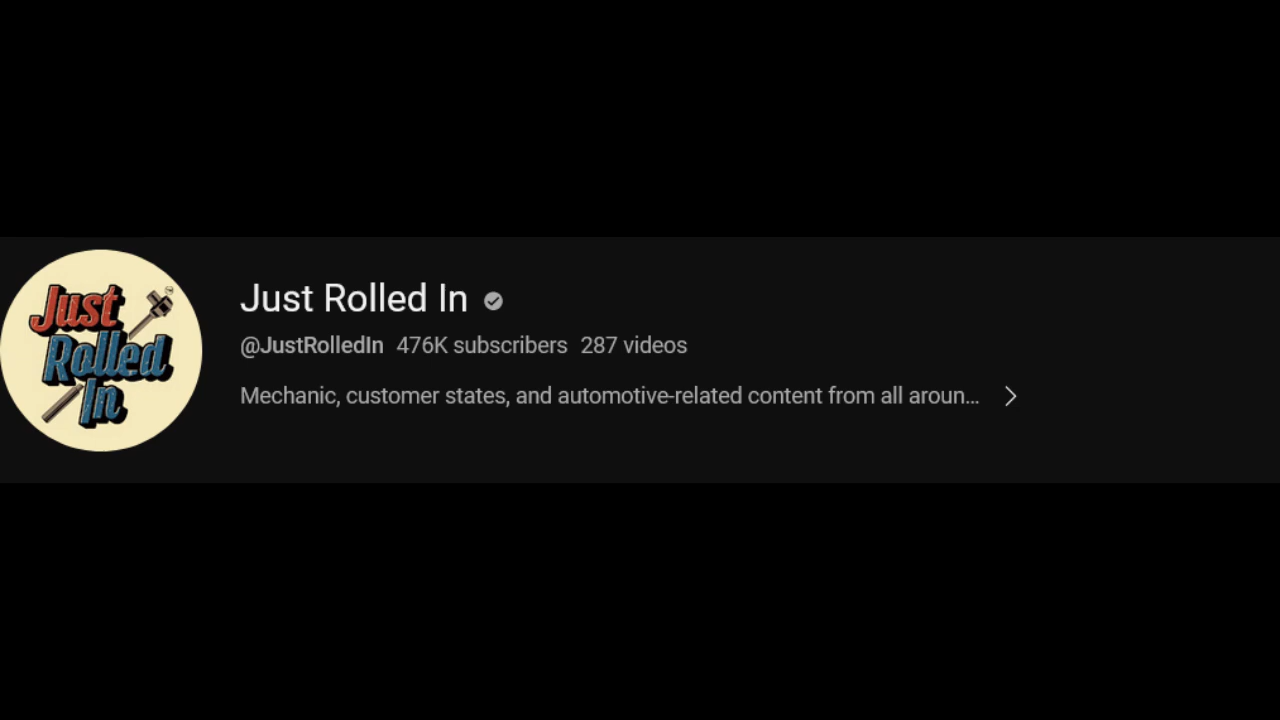 Just
Rolled
In
Just Rolled In
@JustRolledIn 476K subscribers 287 videos
Mechanic, customer states, and automotive-related content from all aroun...